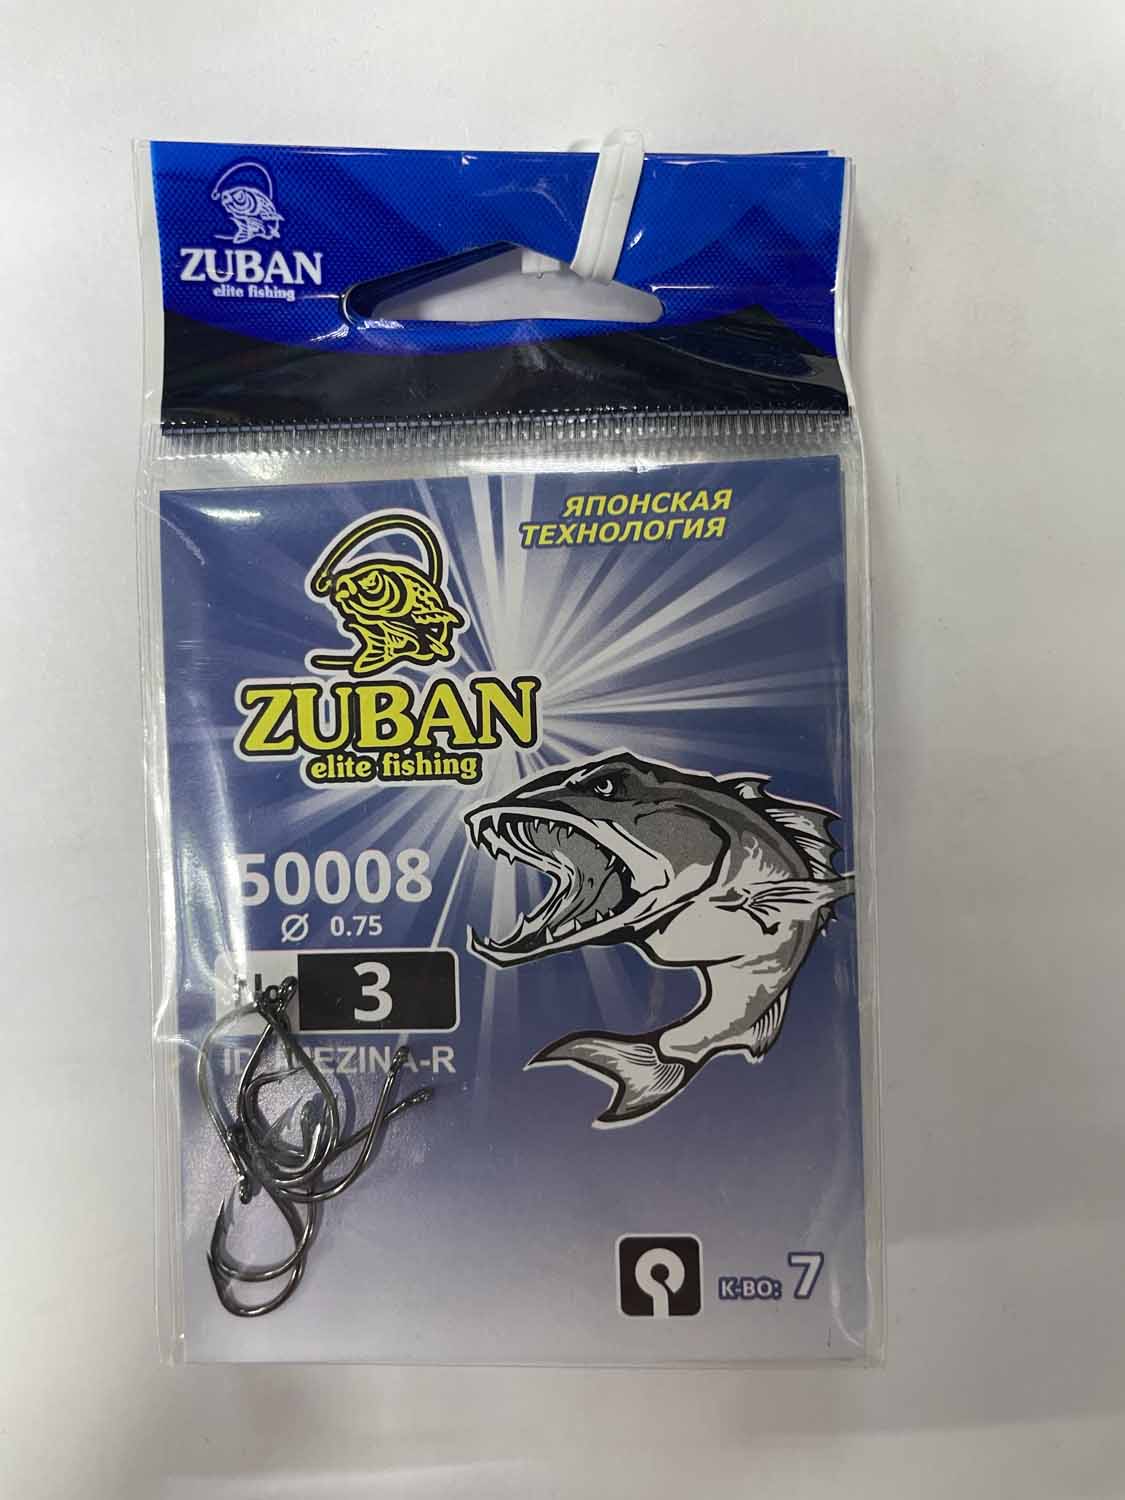 ZUBAN
elite fishing
ЯПОНСКАЯ
ТЕХНОЛОГИЯ
ZUBAN
elite fishing
50008
Ø 0.75
3
К-ВО: 7